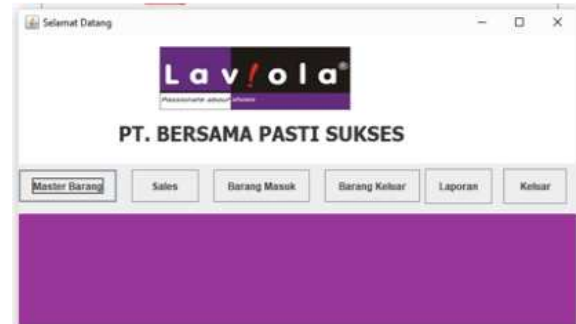 Selamat Datang
Lav!ola®
Passionate about shoes
PT. BERSAMA PASTI SUKSES
Master Barang Sales Barang Masuk Barang Keluar Laporan Keluar